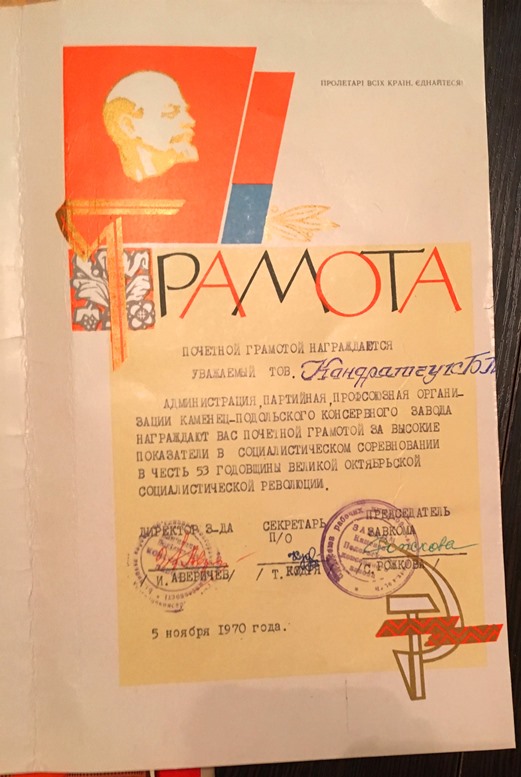 ПРОЛЕТАРІ ВСІХ КРАЇН, ЄДНАЙТЕСЯ!
ГРАМОТА
ПОЧЕТНОЙ ГРАМОТОЙ НАГРАЖДАЕТСЯ
УВАЖАЕМЫЙ ТОВ.
АДМИНИСТРАЦИЯ, ПАРТИЙНАЯ, ПРОФСОЮЗНАЯ ОРГАНИ-
ЗАЦИИ КАМЕНЕЦ-ПОДОЛЬСКОГО КОНСЕРВНОГО ЗАВОДА
НАГРАЖДАЮТ ВАС ПОЧЕТНОЙ ГРАМОТОЙ ЗА ВЫСОКИЕ
ПОКАЗАТЕЛИ В СОЦИАЛИСТИЧЕСКОМ СОРЕВНОВАНИИ
В ЧЕСТЬ 53 ГОДОВЩИНЫ ВЕЛИКОЙ ОКТЯБРЬСКОЙ
СОЦИАЛИСТИЧЕСКОЙ РЕВОЛЮЦИИ.
ДИРЕКТОР З-ДА СЕКРЕТАРЬ ПРЕДСЕДАТЕЛЬ
П/О ЗАВКОМА
И. АВЕРИЧЕВ / Т. / С. РОЖКОВА
5 ноября 1970 года.